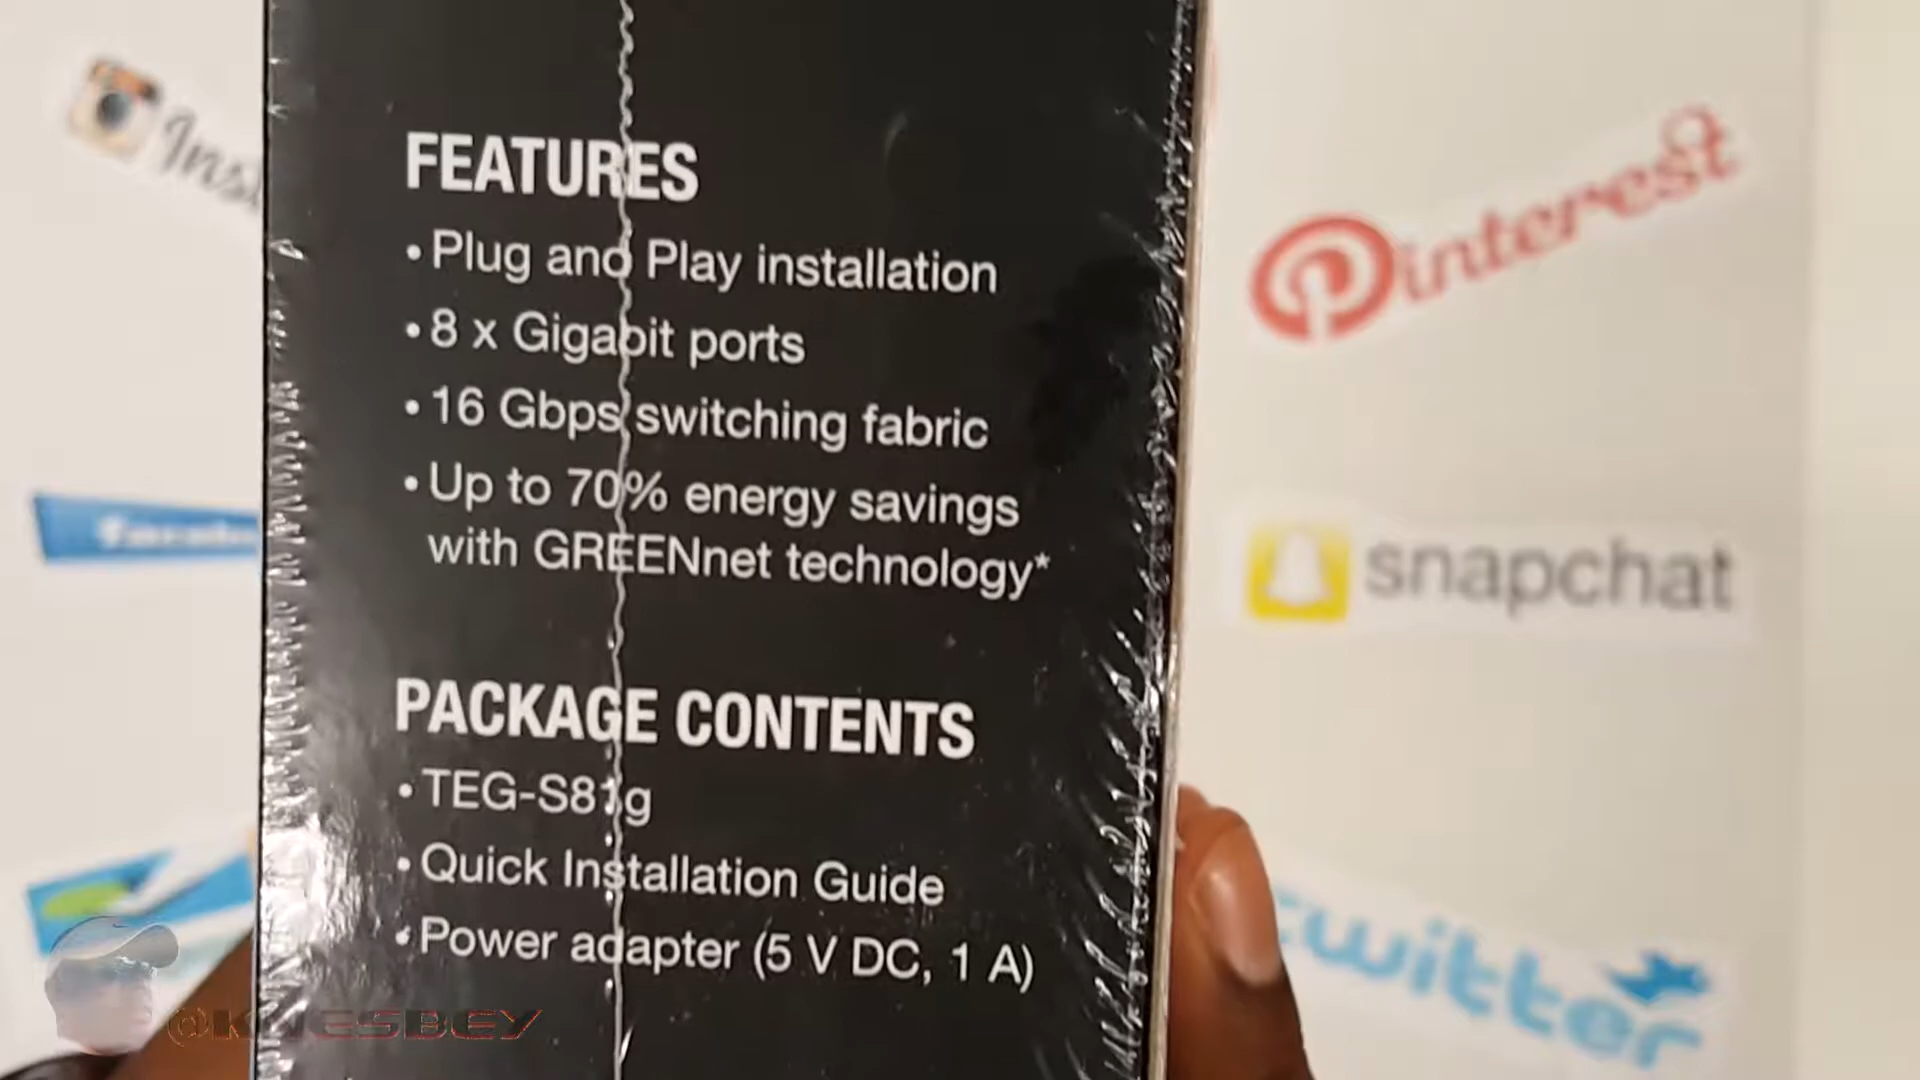 FEATURES
• Plug and Play installation
• 8 x Gigabit ports
• 16 Gbps switching fabric
• Up to 70% energy savings
with GREENnet technology*
PACKAGE CONTENTS
• TEG-S81g
• Quick Installation Guide
• Power adapter (5 V DC, 1 A)
Inst
Pinterest
snapchat
twitter